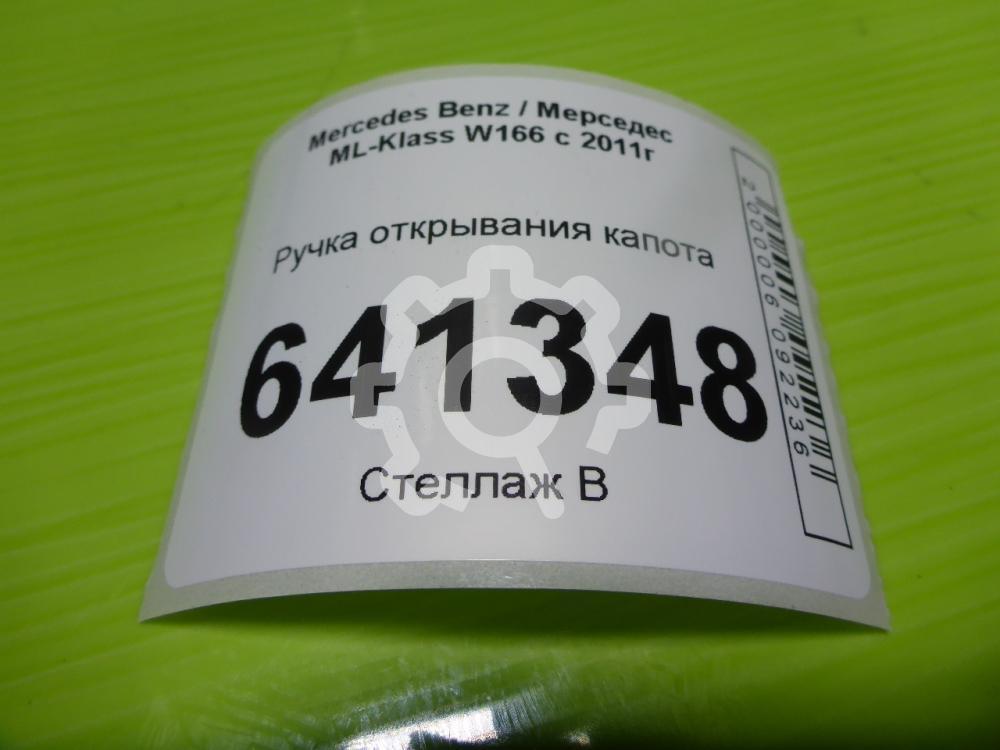 Mercedes Benz / Мерседес
ML-Klass W166 с 2011г
Ручка открывания капота
641348
Стеллаж В
2000006092236